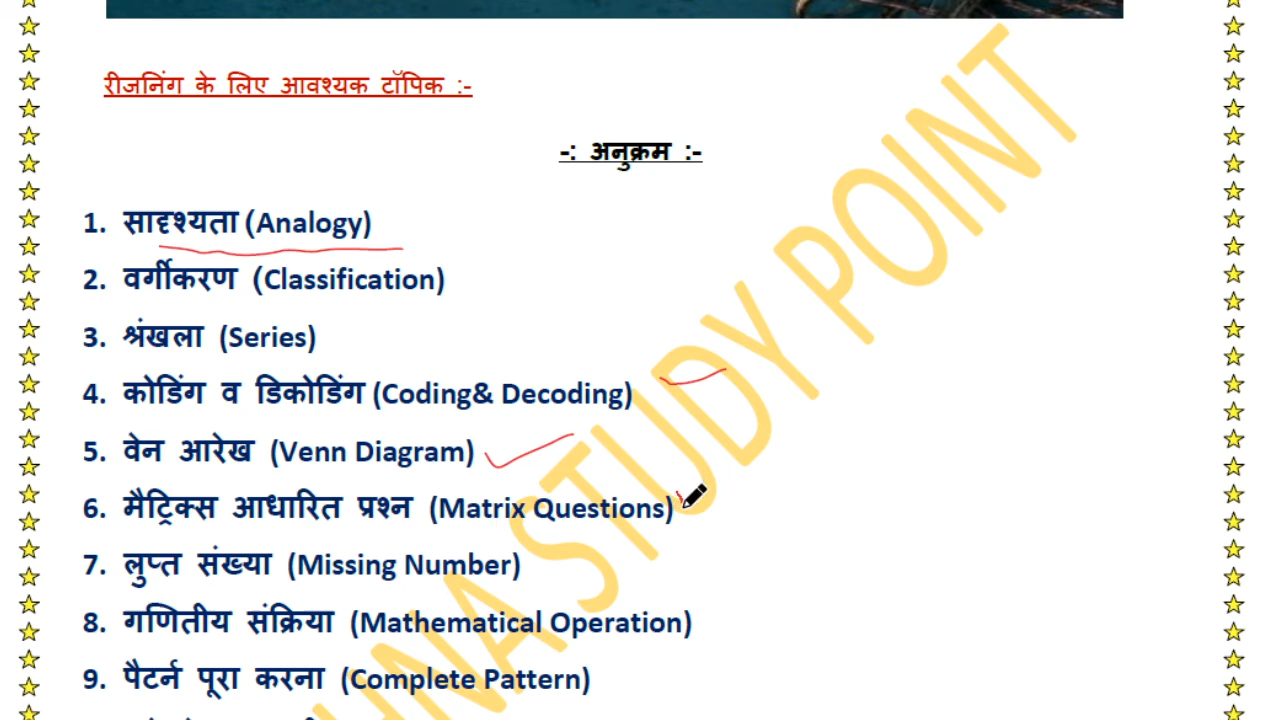 रीजनिंग के लिए आवश्यक टॉपिक :-
-: अनुक्रम :-
1. सादृश्यता (Analogy)
2. वर्गीकरण (Classification)
3. श्रंखला (Series)
4. कोडिंग व डिकोडिंग (Coding& Decoding)
5. वेन आरेख (Venn Diagram)
6. मैट्रिक्स आधारित प्रश्न (Matrix Questions)
7. लुप्त संख्या (Missing Number)
8. गणितीय संक्रिया (Mathematical Operation)
9. पैटर्न पूरा करना (Complete Pattern)
STUDY POINT